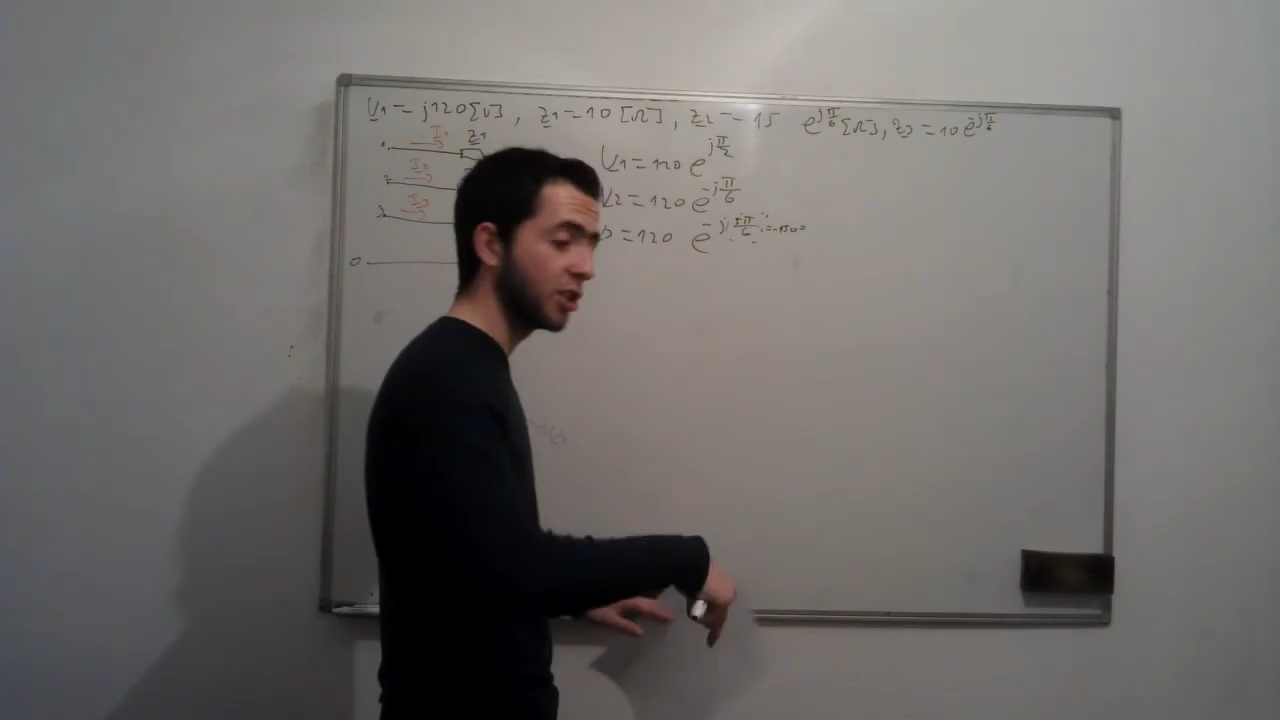 U1 = j120[V], Z1 = 10[Ω], Z2 = 15 e^{jπ/6}[Ω], Z3 = 10 e^{-jπ/6}
1 I1 Z1 U1 = 120 e^{jπ/2}
2 I2 U2 = 120 e^{-jπ/6}
3 I3 = 120 e^{-j5π/6}
0